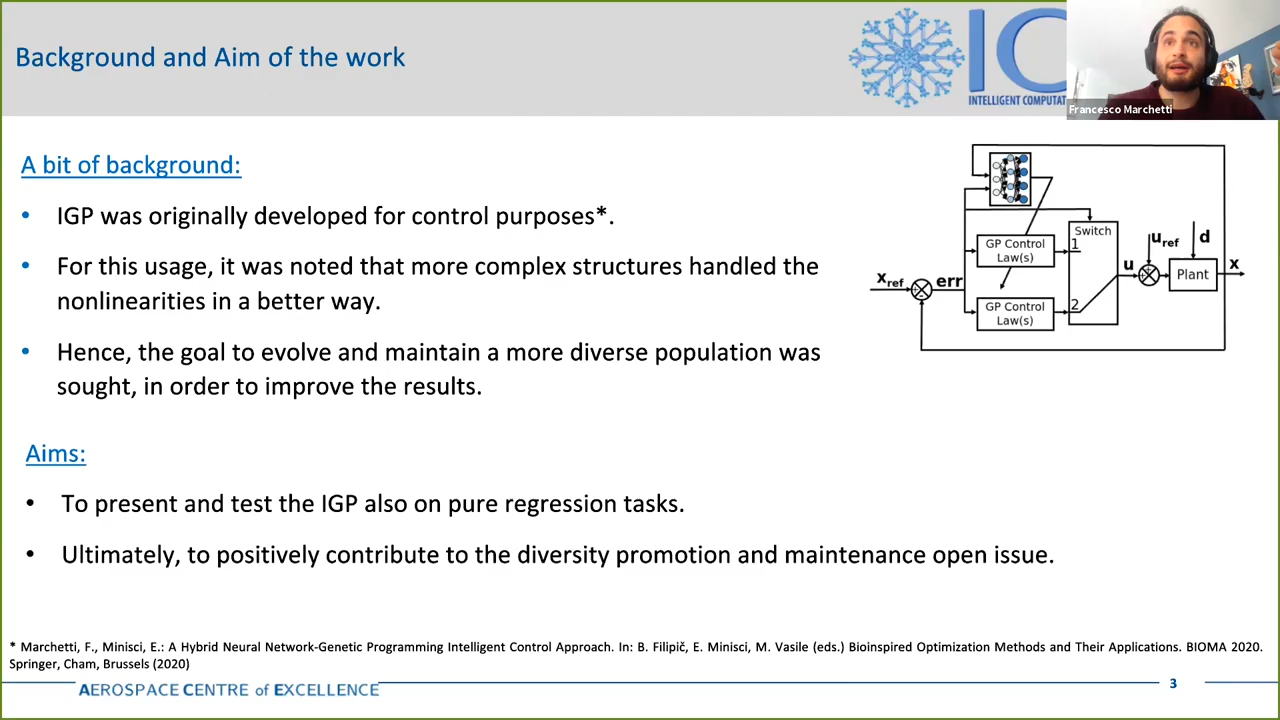 Background and Aim of the work
IC
INTELLIGENT COMPUTAT
Francesco Marchetti
A bit of background:
• IGP was originally developed for control purposes*.
• For this usage, it was noted that more complex structures handled the
nonlinearities in a better way.
• Hence, the goal to evolve and maintain a more diverse population was
sought, in order to improve the results.
Switch
GP Control
Law(s)
1
u_ref
d
x_ref
err
u
Plant
x
GP Control
Law(s)
2
Aims:
• To present and test the IGP also on pure regression tasks.
• Ultimately, to positively contribute to the diversity promotion and maintenance open issue.
* Marchetti, F., Minisci, E.: A Hybrid Neural Network-Genetic Programming Intelligent Control Approach. In: B. Filipič, E. Minisci, M. Vasile (eds.) Bioinspired Optimization Methods and Their Applications. BIOMA 2020.
Springer, Cham, Brussels (2020)
AEROSPACE CENTRE of EXCELLENCE
3